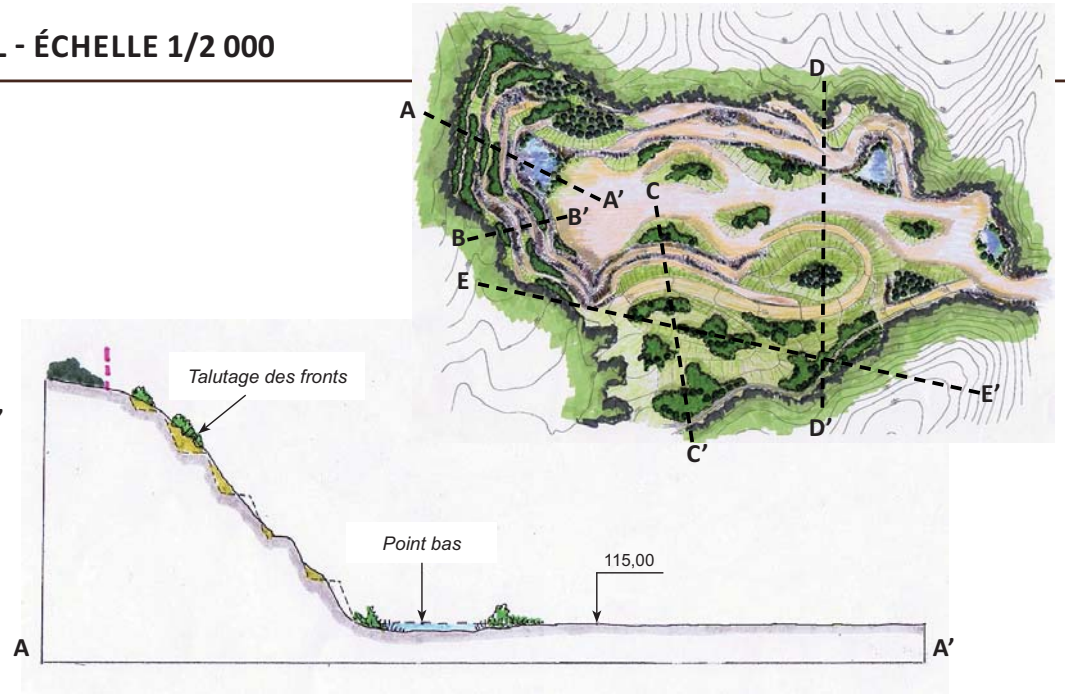 L - ÉCHELLE 1/2 000
D
A
A'
C
B'
B
E
E'
D'
C'
Talutage des fronts
Point bas
115,00
A
A'